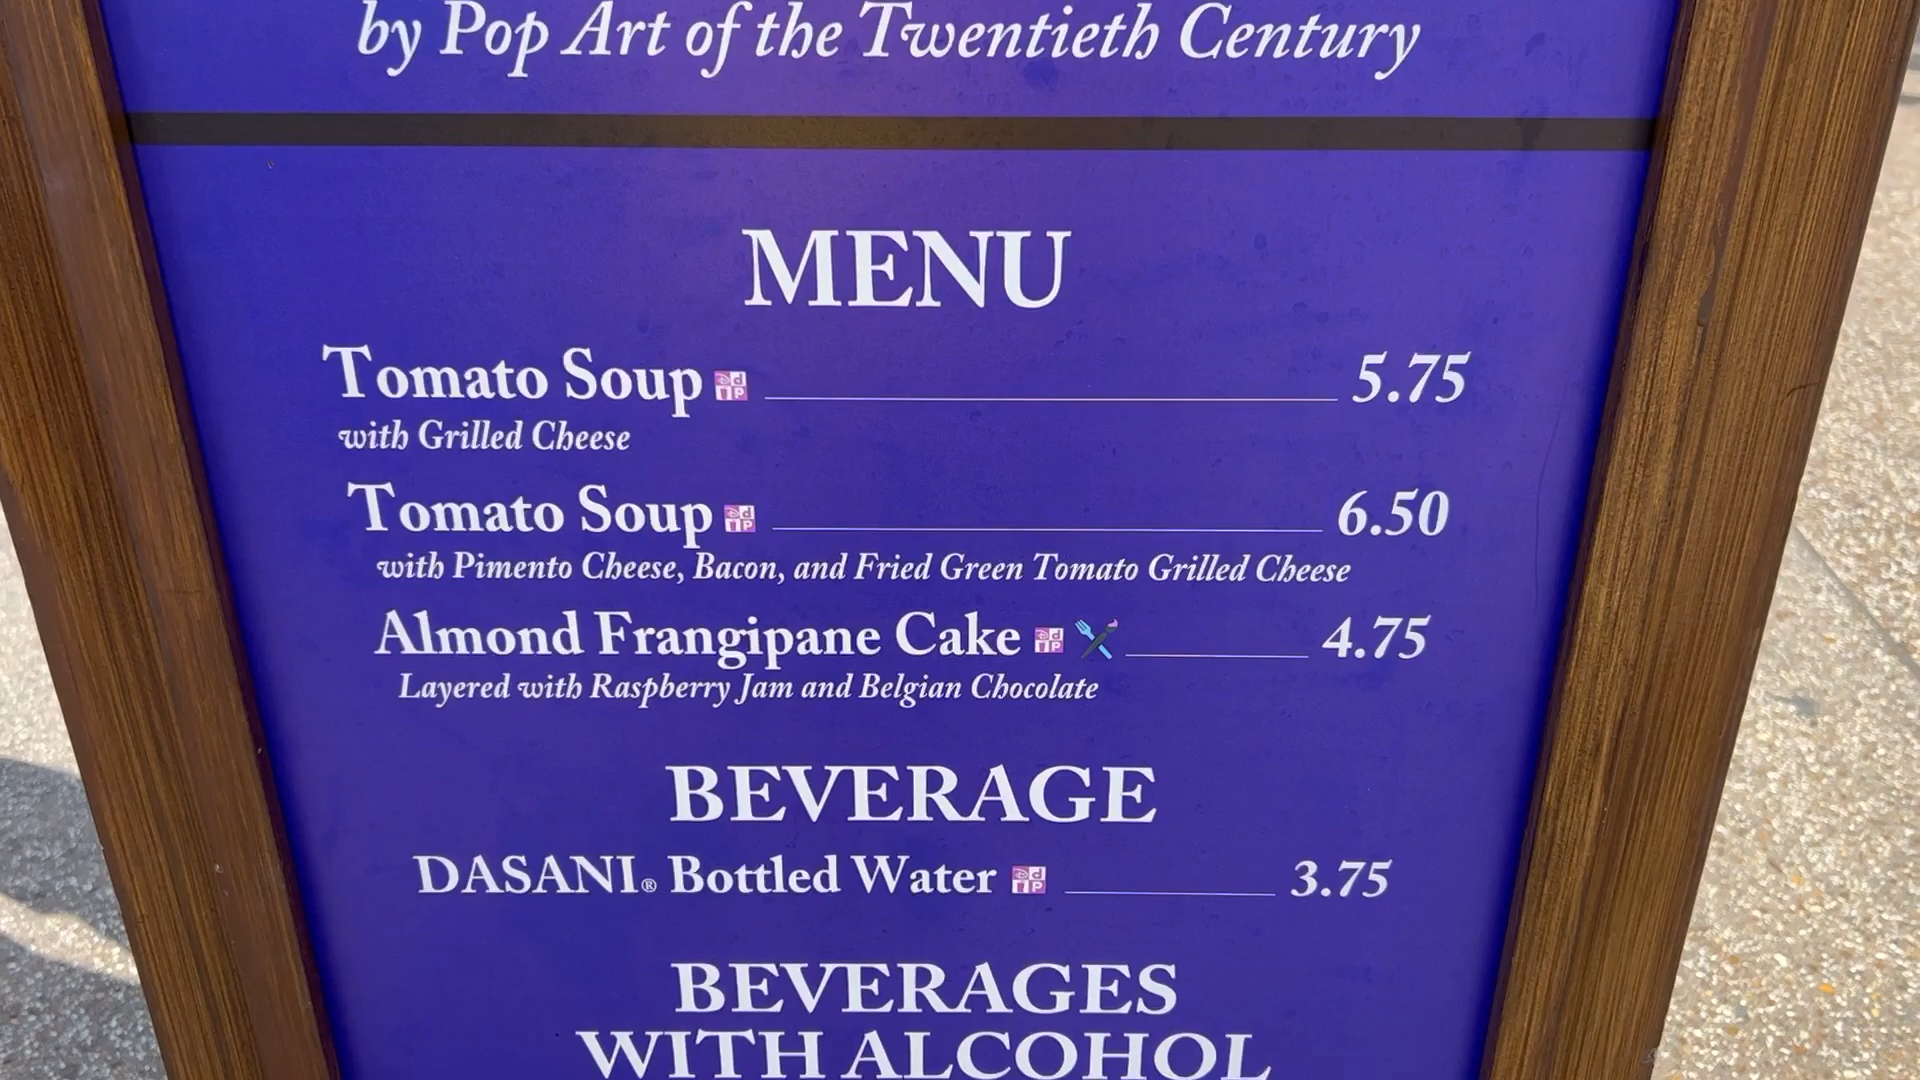 by Pop Art of the Twentieth Century
MENU
Tomato Soup 5.75
with Grilled Cheese
Tomato Soup 6.50
with Pimento Cheese, Bacon, and Fried Green Tomato Grilled Cheese
Almond Frangipane Cake 4.75
Layered with Raspberry Jam and Belgian Chocolate
BEVERAGE
DASANI® Bottled Water 3.75
BEVERAGES
WITH ALCOHOL